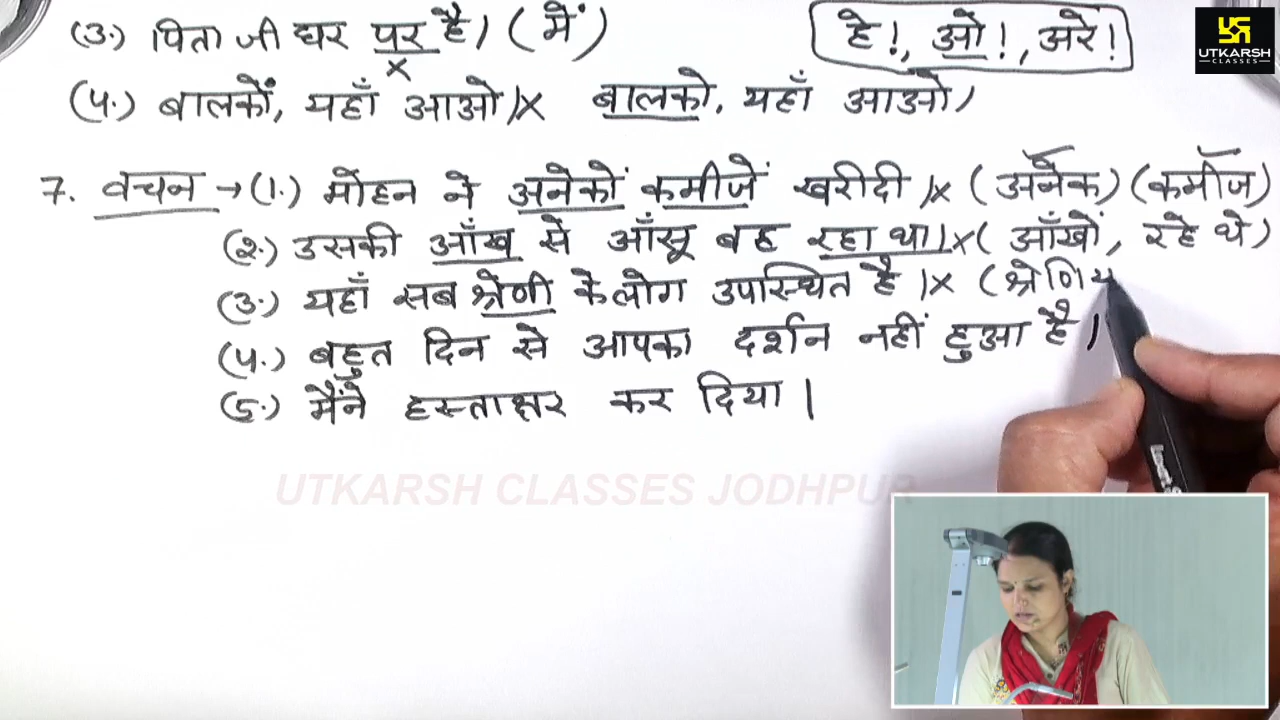 (3.) पिता जी घर पर है। (में) हे!, ओ!, अरे!
x
(4.) बालकों, यहाँ आओ।x बालको, यहाँ आओ।
7. वचन → (1.) मोहन ने अनेकों कमीजें खरीदी।x (अनेक) (कमीज)
(2.) उसकी आँख से आँसू बह रहा था।x (आँखों, रहे थे)
(3.) यहाँ सब श्रेणी के लोग उपस्थित है।x (श्रेणिय
(4.) बहुत दिन से आपका दर्शन नहीं हुआ है।
(5.) मैंने हस्ताक्षर कर दिया।
UTKARSH CLASSES JODHPUR
UTKARSH
CLASSES